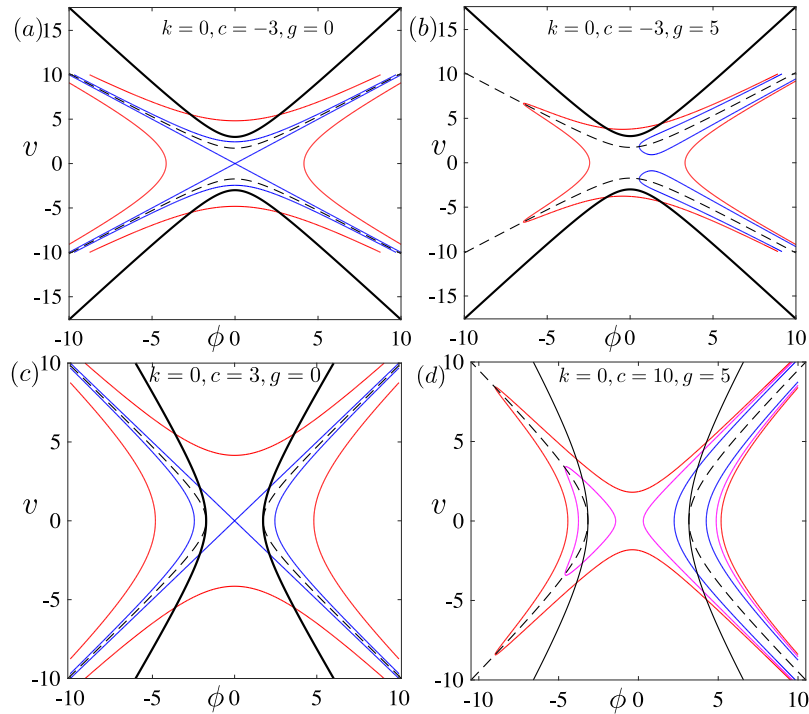 (a) k = 0, c = −3, g = 0
15
10
5
v 0
-5
-10
-15
-10 -5 ϕ 0 5 10
(b) k = 0, c = −3, g = 5
15
10
5
v 0
-5
-10
-15
-10 -5 ϕ 0 5 10
(c) k = 0, c = 3, g = 0
10
5
v 0
-5
-10
-10 -5 ϕ 0 5 10
(d) k = 0, c = 10, g = 5
10
5
v 0
-5
-10
-10 -5 ϕ 0 5 10